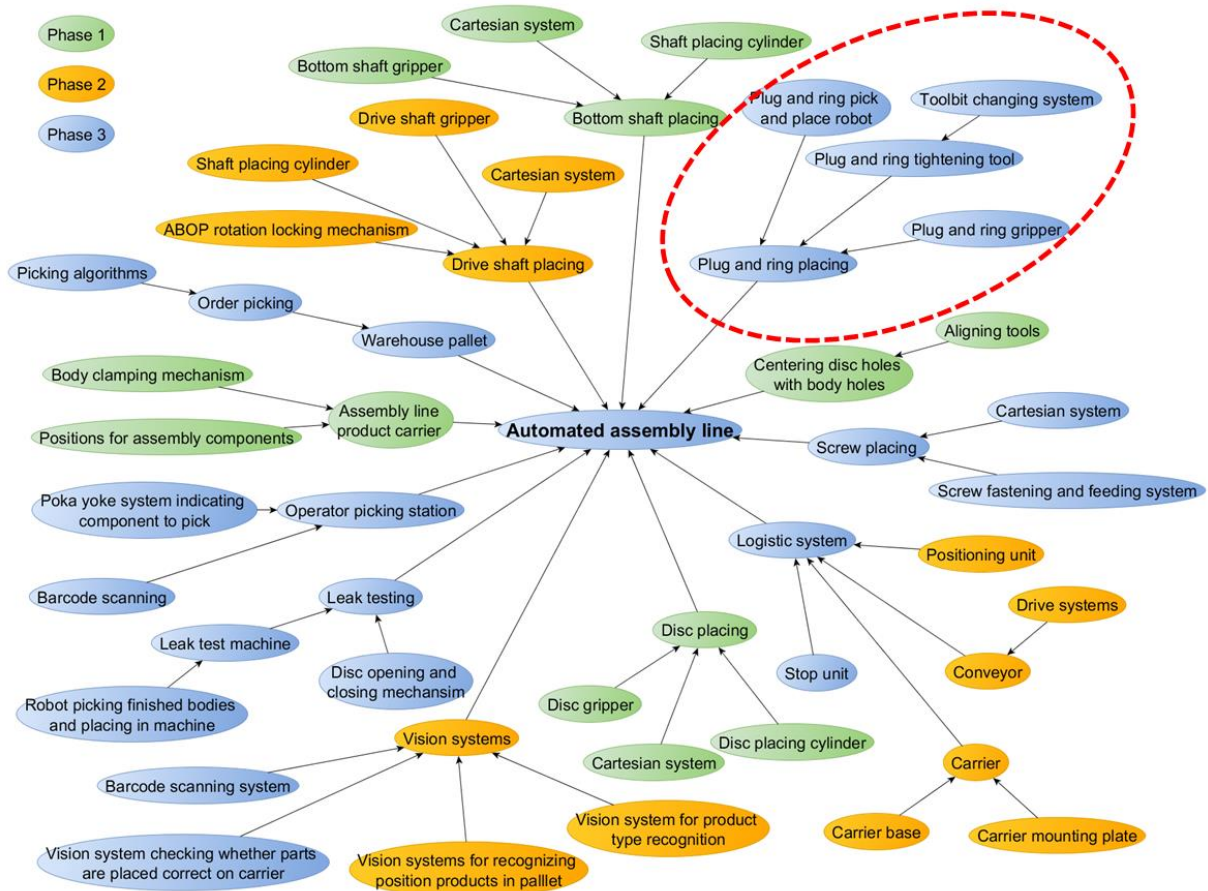 Phase 1
Phase 2
Phase 3
Cartesian system
Shaft placing cylinder
Bottom shaft gripper
Bottom shaft placing
Drive shaft gripper
Shaft placing cylinder
Cartesian system
ABOP rotation locking mechanism
Drive shaft placing
Plug and ring pick
and place robot
Toolbit changing system
Plug and ring tightening tool
Plug and ring gripper
Plug and ring placing
Picking algorithms
Order picking
Warehouse pallet
Aligning tools
Centering disc holes
with body holes
Body clamping mechanism
Assembly line
product carrier
Positions for assembly components
Automated assembly line
Cartesian system
Screw placing
Screw fastening and feeding system
Poka yoke system indicating
component to pick
Operator picking station
Barcode scanning
Logistic system
Positioning unit
Drive systems
Conveyor
Stop unit
Leak testing
Leak test machine
Disc opening and
closing mechansim
Robot picking finished bodies
and placing in machine
Disc placing
Disc gripper
Cartesian system
Disc placing cylinder
Vision systems
Barcode scanning system
Vision system checking whether parts
are placed correct on carrier
Vision systems for recognizing
position products in palllet
Vision system for product
type recognition
Carrier
Carrier base
Carrier mounting plate